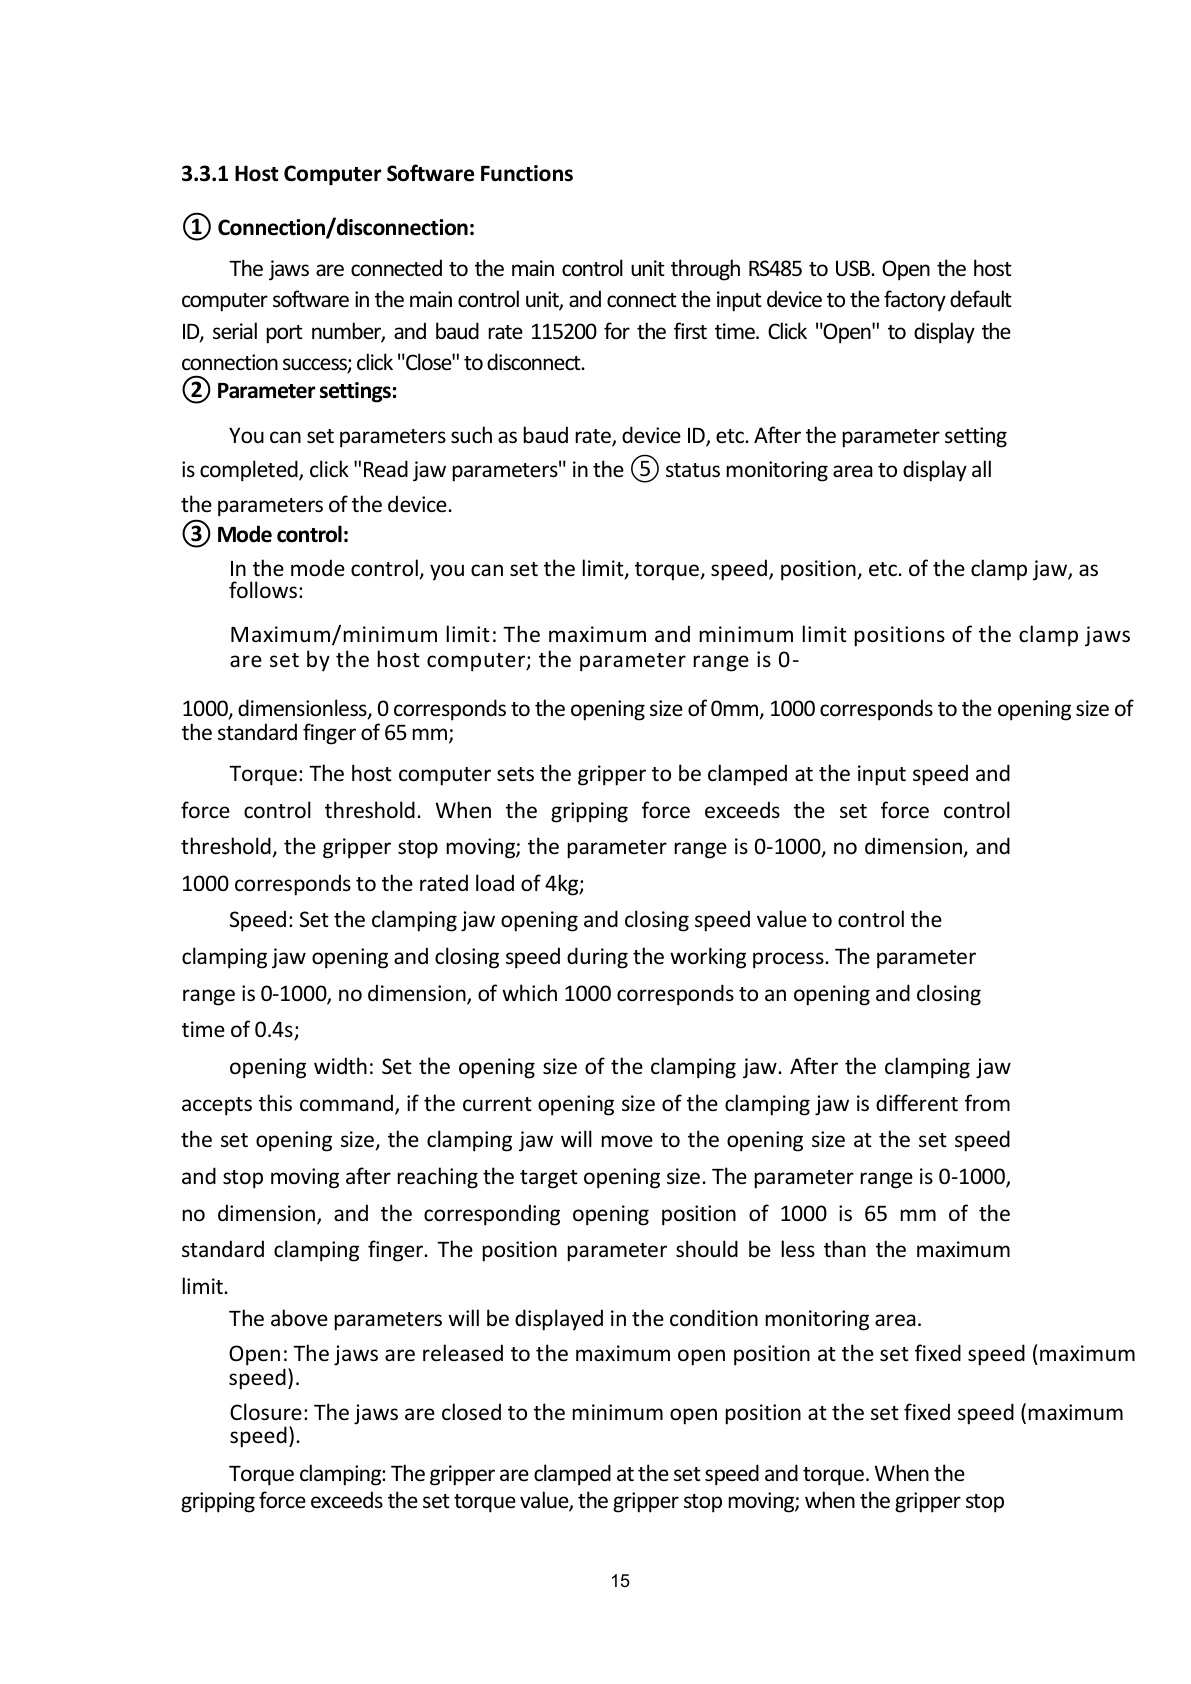 3.3.1 Host Computer Software Functions
① Connection/disconnection:
The jaws are connected to the main control unit through RS485 to USB. Open the host
computer software in the main control unit, and connect the input device to the factory default
ID, serial port number, and baud rate 115200 for the first time. Click "Open" to display the
connection success; click "Close" to disconnect.
② Parameter settings:
You can set parameters such as baud rate, device ID, etc. After the parameter setting
is completed, click "Read jaw parameters" in the ⑤ status monitoring area to display all
the parameters of the device.
③ Mode control:
In the mode control, you can set the limit, torque, speed, position, etc. of the clamp jaw, as
follows:
Maximum/minimum limit: The maximum and minimum limit positions of the clamp jaws
are set by the host computer; the parameter range is 0-
1000, dimensionless, 0 corresponds to the opening size of 0mm, 1000 corresponds to the opening size of
the standard finger of 65 mm;
Torque: The host computer sets the gripper to be clamped at the input speed and
force control threshold. When the gripping force exceeds the set force control
threshold, the gripper stop moving; the parameter range is 0-1000, no dimension, and
1000 corresponds to the rated load of 4kg;
Speed: Set the clamping jaw opening and closing speed value to control the
clamping jaw opening and closing speed during the working process. The parameter
range is 0-1000, no dimension, of which 1000 corresponds to an opening and closing
time of 0.4s;
opening width: Set the opening size of the clamping jaw. After the clamping jaw
accepts this command, if the current opening size of the clamping jaw is different from
the set opening size, the clamping jaw will move to the opening size at the set speed
and stop moving after reaching the target opening size. The parameter range is 0-1000,
no dimension, and the corresponding opening position of 1000 is 65 mm of the
standard clamping finger. The position parameter should be less than the maximum
limit.
The above parameters will be displayed in the condition monitoring area.
Open: The jaws are released to the maximum open position at the set fixed speed (maximum
speed).
Closure: The jaws are closed to the minimum open position at the set fixed speed (maximum
speed).
Torque clamping: The gripper are clamped at the set speed and torque. When the
gripping force exceeds the set torque value, the gripper stop moving; when the gripper stop
15